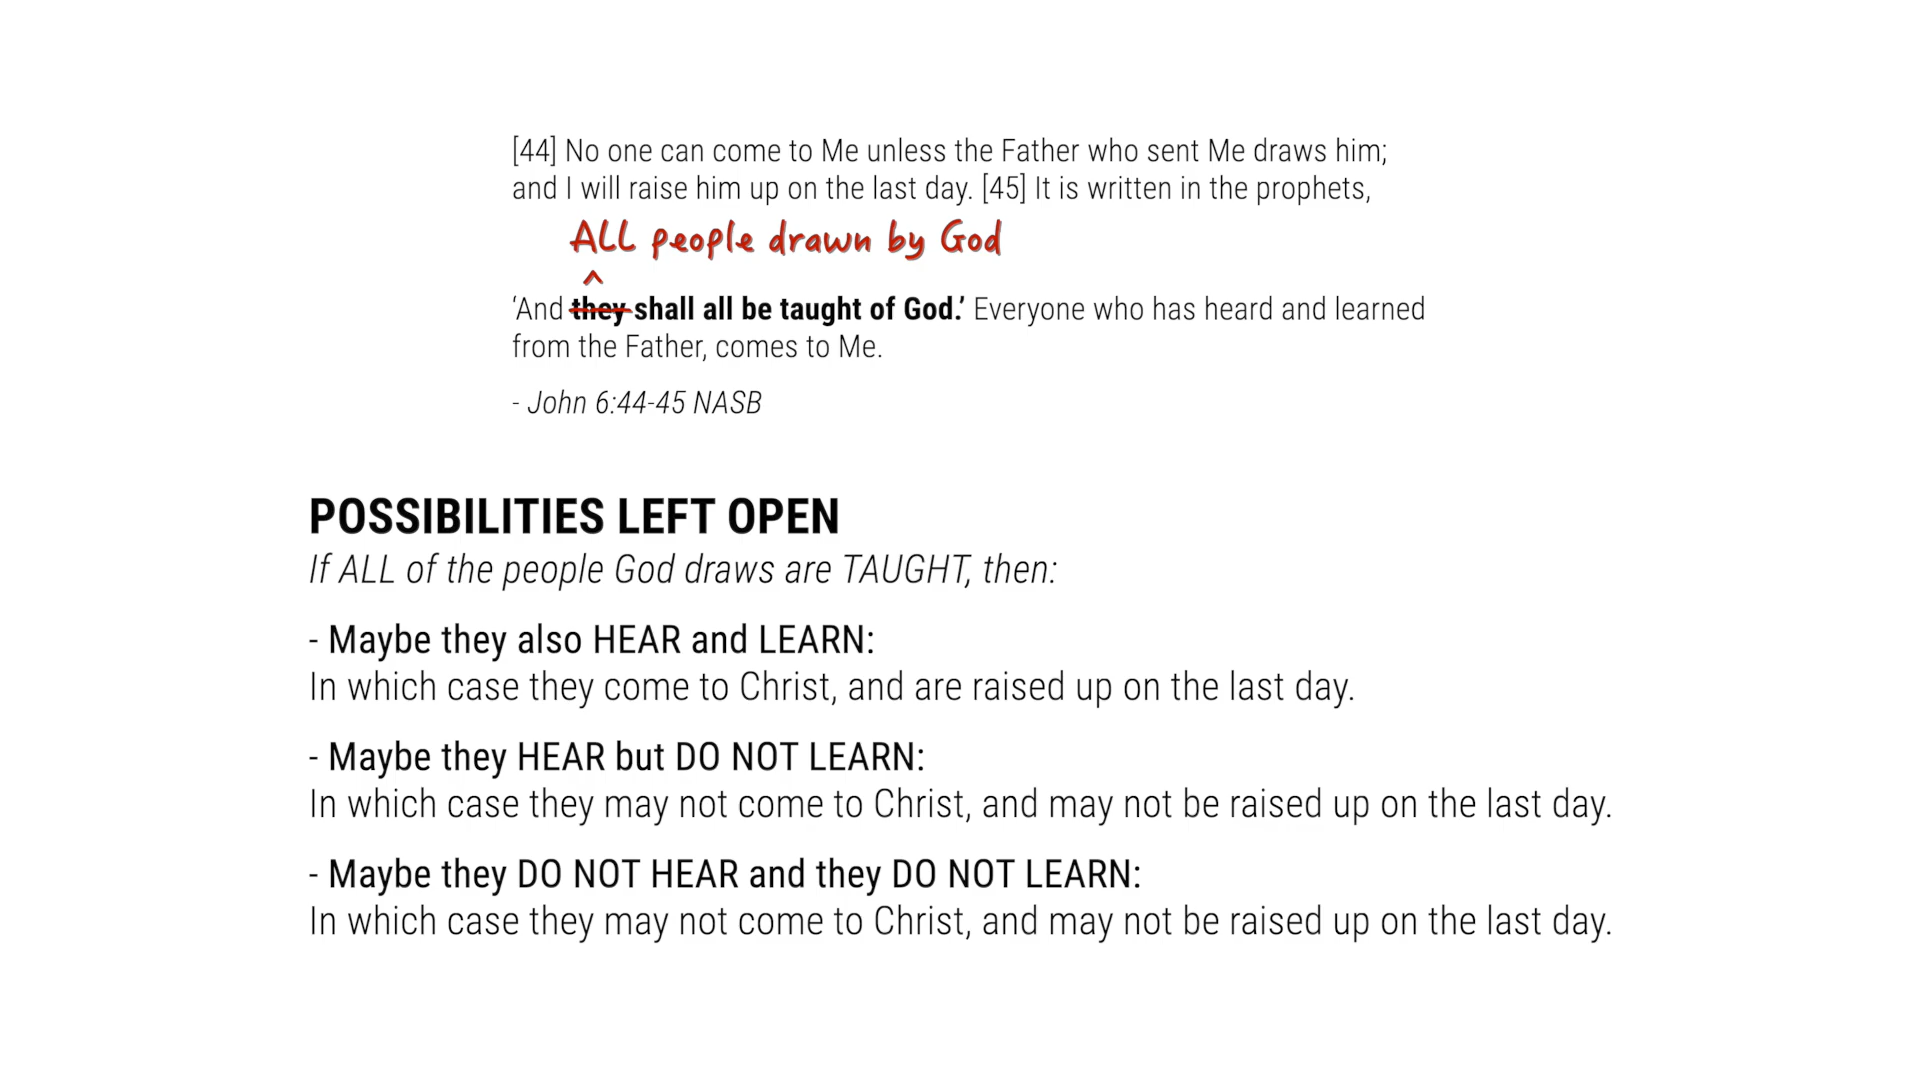 [44] No one can come to Me unless the Father who sent Me draws him;
and I will raise him up on the last day. [45] It is written in the prophets,
ALL people drawn by God
^
‘And they shall all be taught of God.’ Everyone who has heard and learned
from the Father, comes to Me.
- John 6:44-45 NASB
POSSIBILITIES LEFT OPEN
If ALL of the people God draws are TAUGHT, then:
- Maybe they also HEAR and LEARN:
In which case they come to Christ, and are raised up on the last day.
- Maybe they HEAR but DO NOT LEARN:
In which case they may not come to Christ, and may not be raised up on the last day.
- Maybe they DO NOT HEAR and they DO NOT LEARN:
In which case they may not come to Christ, and may not be raised up on the last day.